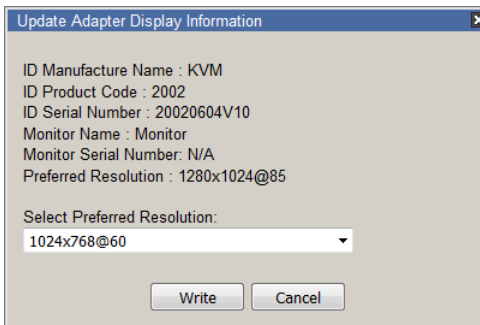 Update Adapter Display Information
ID Manufacture Name : KVM
ID Product Code : 2002
ID Serial Number : 20020604V10
Monitor Name : Monitor
Monitor Serial Number: N/A
Preferred Resolution : 1280x1024@85
Select Preferred Resolution:
1024x768@60
Write Cancel